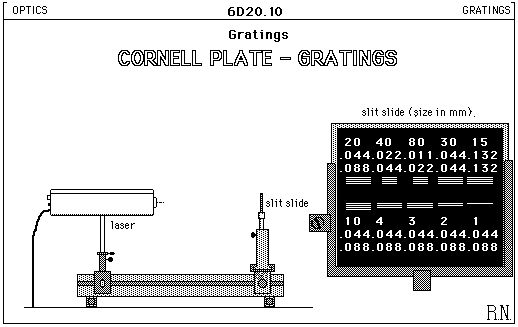 OPTICS 6D20.10 GRATINGS
Gratings
CORNELL PLATE - GRATINGS
slit slide (size in mm).
20 40 80 30 15
.044.022.011.044.132
.088.044.022.044.132
slit slide
laser
10 4 3 2 1
.044.044.044.044.044
.088.088.088.088.088
R.N.